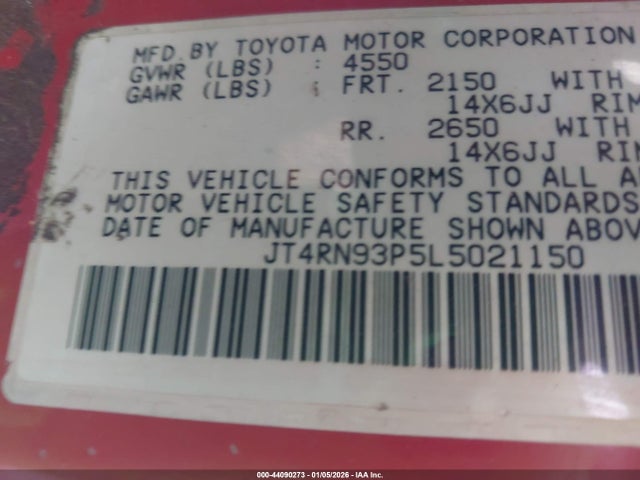 MFD. BY TOYOTA MOTOR CORPORATION
GVWR (LBS) : 4550
GAWR (LBS) : FRT. 2150 WITH
14X6JJ RIM
RR. 2650 WITH
14X6JJ RIM
THIS VEHICLE CONFORMS TO ALL A
MOTOR VEHICLE SAFETY STANDARDS
DATE OF MANUFACTURE SHOWN ABOV
JT4RN93P5L5021150
000-44090273 - 01/05/2026 - IAA Inc.